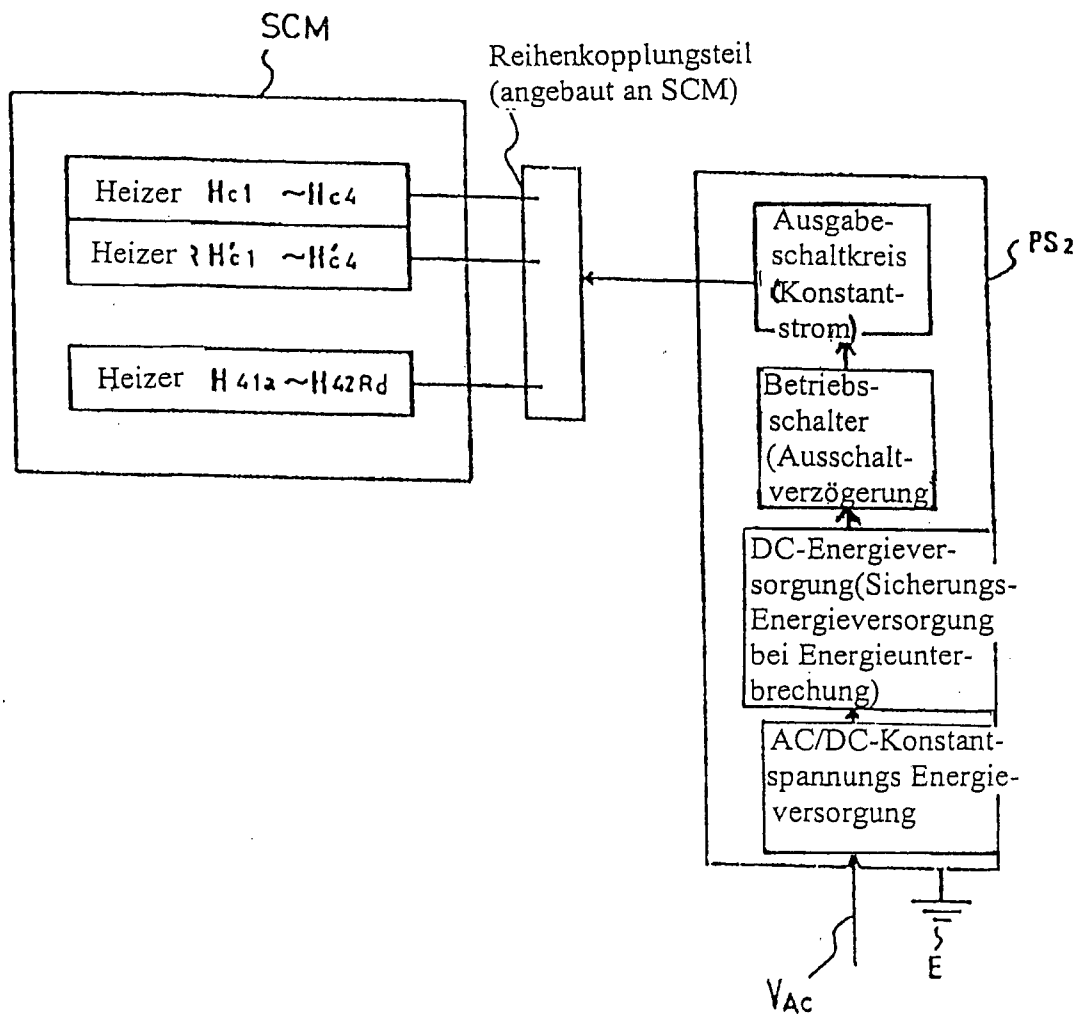 SCM
Reihenkopplungsteil
(angebaut an SCM)
Heizer Hc1 ~Hc4
Heizer H'c1 ~H'c4
Heizer H41a~H42Rd
Ausgabe-
schaltkreis
(Konstant-
strom)
PS2
Betriebs-
schalter
(Ausschalt-
verzögerung
DC-Energiever-
sorgung(Sicherungs-
Energieversorgung
bei Energieunter-
brechung)
AC/DC-Konstant-
spannungs Energie-
versorgung
E
VAc